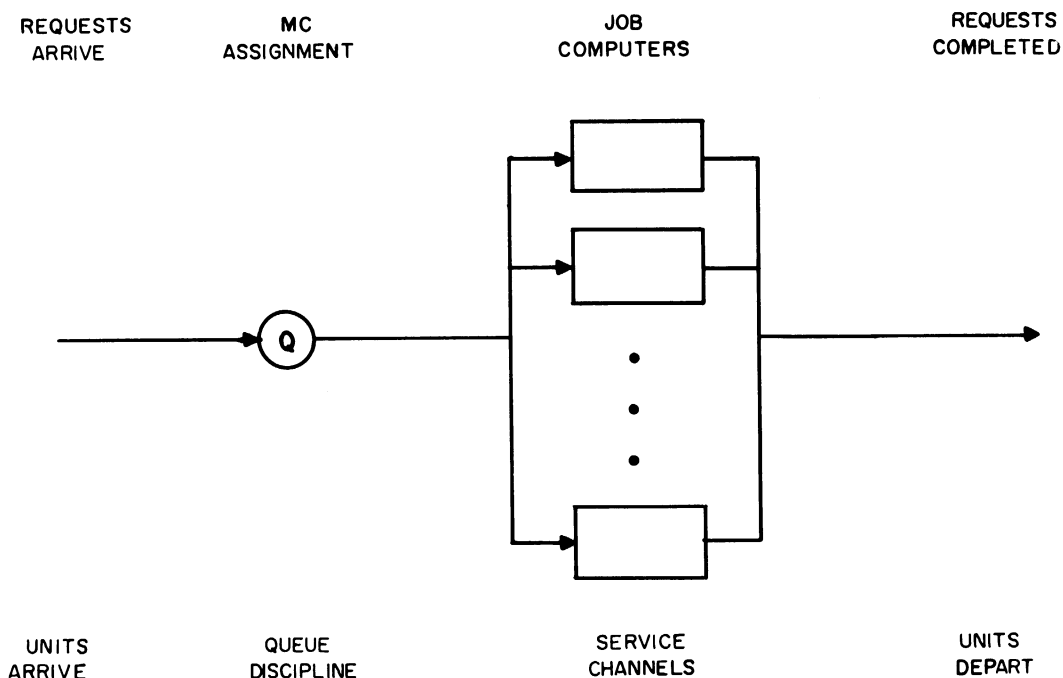 REQUESTS
ARRIVE
MC
ASSIGNMENT
JOB
COMPUTERS
REQUESTS
COMPLETED
Q
UNITS
ARRIVE
QUEUE
DISCIPLINE
SERVICE
CHANNELS
UNITS
DEPART